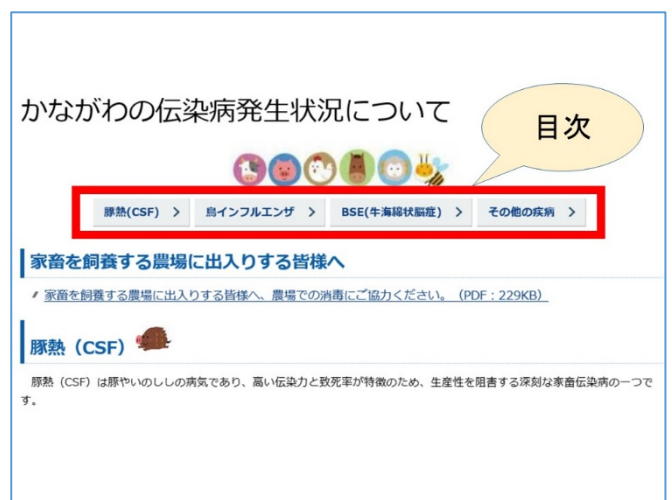 かながわの伝染病発生状況について
目次
豚熱(CSF) >
鳥インフルエンザ >
BSE(牛海綿状脳症) >
その他の疾病 >
家畜を飼養する農場に出入りする皆様へ
家畜を飼養する農場に出入りする皆様へ、農場での消毒にご協力ください。(PDF:229KB)
豚熱(CSF)
豚熱(CSF)は豚やいのししの病気であり、高い伝染力と致死率が特徴のため、生産性を阻害する深刻な家畜伝染病の一つで
す。